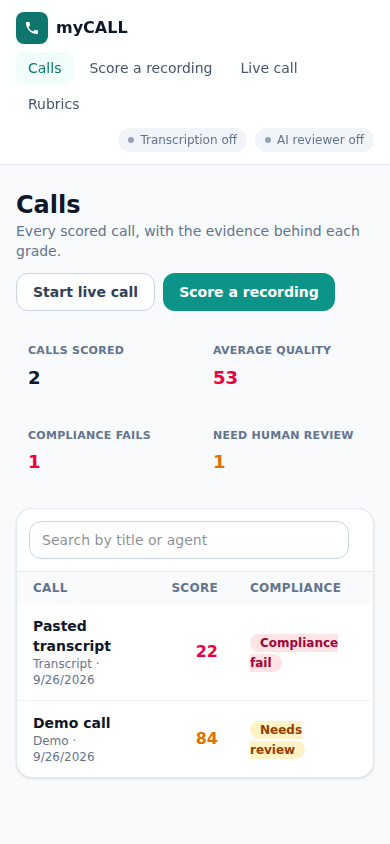 myCALL
Calls
Score a recording
Live call
Rubrics
Transcription off
AI reviewer off
Calls
Every scored call, with the evidence behind each
grade.
Start live call
Score a recording
CALLS SCORED
AVERAGE QUALITY
2
53
COMPLIANCE FAILS
NEED HUMAN REVIEW
1
1
Search by title or agent
CALL
SCORE
COMPLIANCE
Pasted
transcript
Transcript ·
9/26/2026
22
Compliance
fail
Demo call
Demo ·
9/26/2026
84
Needs
review